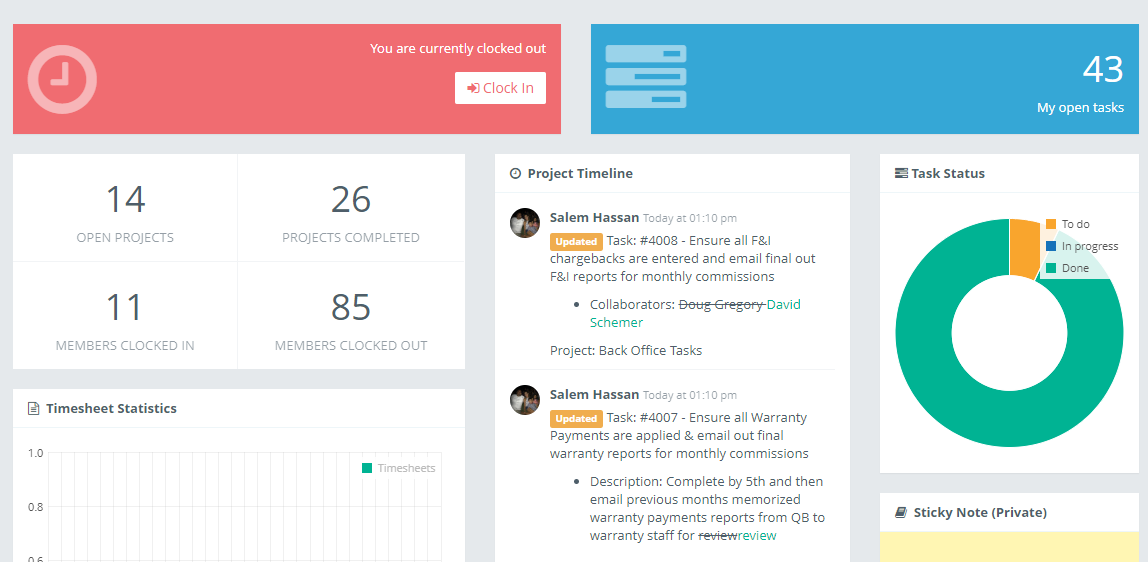 You are currently clocked out
Clock In
43
My open tasks
14
OPEN PROJECTS
26
PROJECTS COMPLETED
11
MEMBERS CLOCKED IN
85
MEMBERS CLOCKED OUT
Timesheet Statistics
1.0
Timesheets
0.8
0.6
Project Timeline
Salem Hassan Today at 01:10 pm
Updated Task: #4008 - Ensure all F&I
chargebacks are entered and email final out
F&I reports for monthly commissions
• Collaborators: Doug Gregory David
Schemer
Project: Back Office Tasks
Salem Hassan Today at 01:10 pm
Updated Task: #4007 - Ensure all Warranty
Payments are applied & email out final
warranty reports for monthly commissions
• Description: Complete by 5th and then
email previous months memorized
warranty payments reports from QB to
warranty staff for reviewreview
Task Status
To do
In progress
Done
Sticky Note (Private)